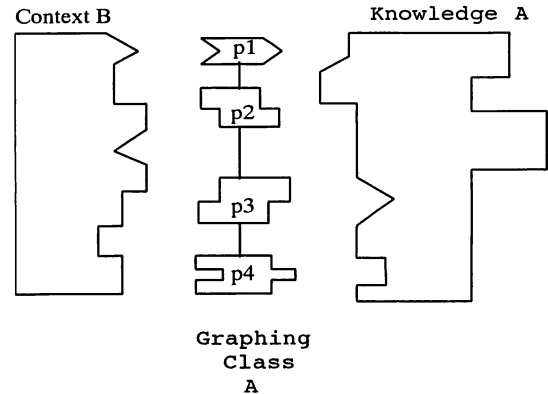 Context B
Knowledge A
p1
p2
p3
p4
Graphing
Class
A